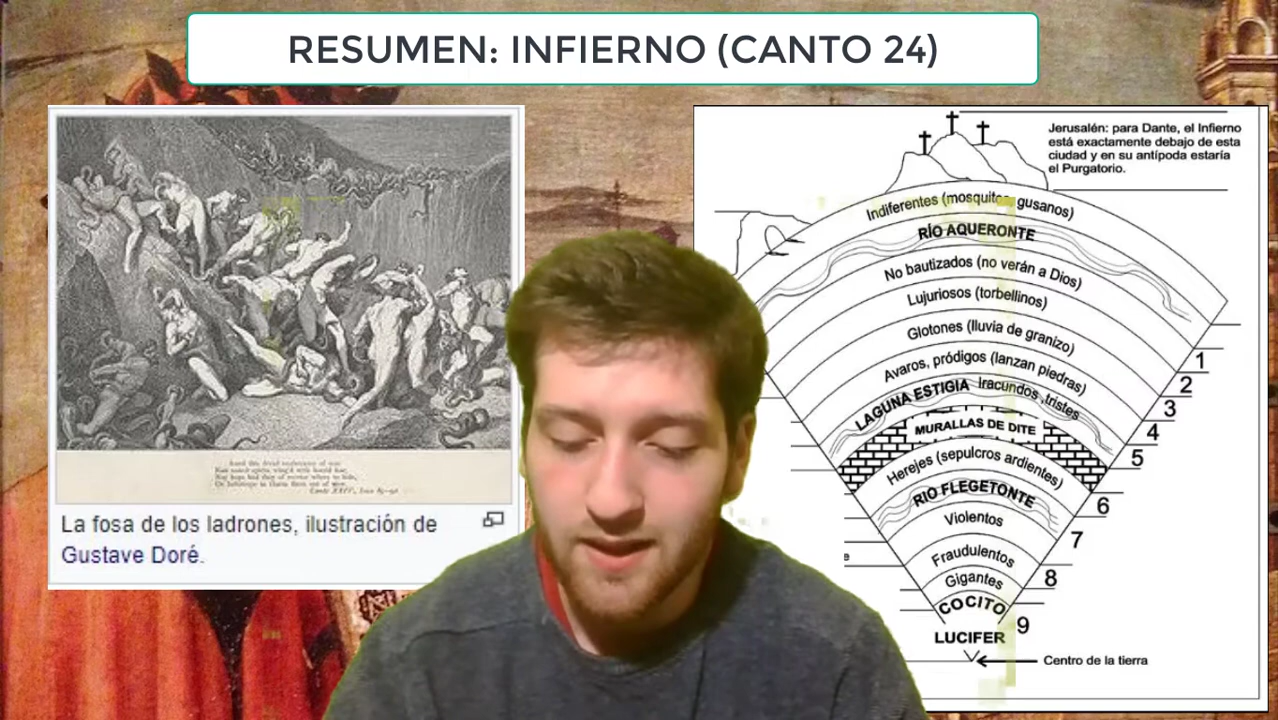 RESUMEN: INFIERNO (CANTO 24)
La fosa de los ladrones, ilustración de
Gustave Doré.
Jerusalén: para Dante, el Infierno
está exactamente debajo de esta
ciudad y en su antípoda estaría
el Purgatorio.
Indiferentes (mosquitos, gusanos)
RÍO AQUERONTE
No bautizados (no verán a Dios)
Lujuriosos (torbellinos)
Glotones (lluvia de granizo)
Avaros, pródigos (lanzan piedras)
LAGUNA ESTIGIA Iracundos, tristes
MURALLAS DE DITE
Herejes (sepulcros ardientes)
RIO FLEGETONTE
Violentos
Fraudulentos
Gigantes
COCITO
LUCIFER
1
2
3
4
5
6
7
8
9
Centro de la tierra